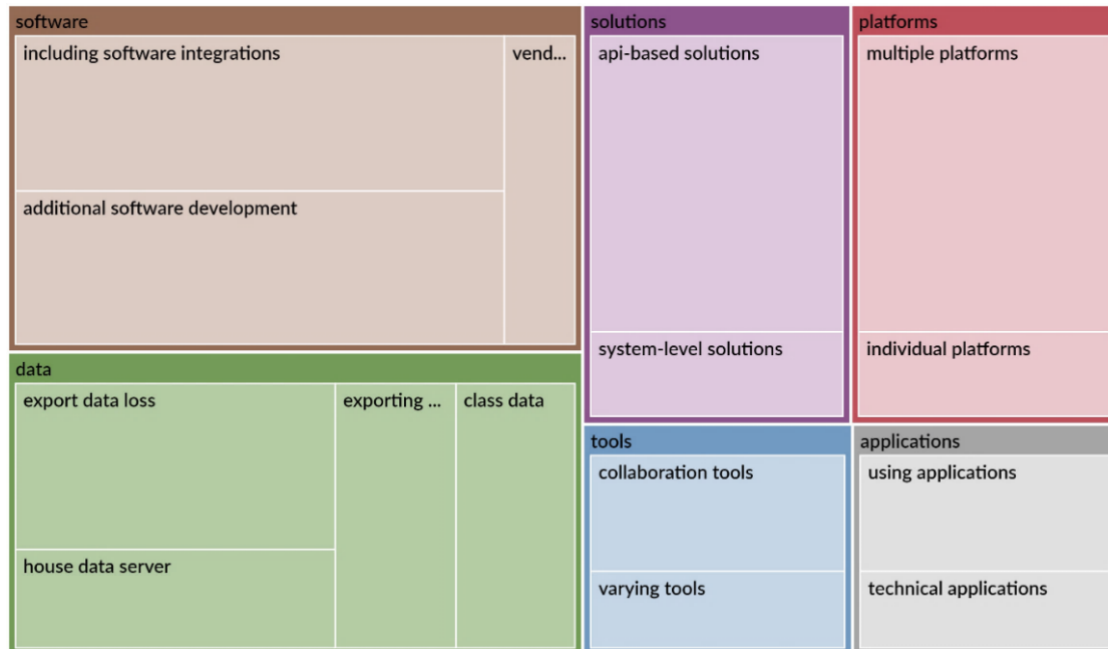 software
including software integrations
vend...
additional software development
solutions
api-based solutions
system-level solutions
platforms
multiple platforms
individual platforms
data
export data loss
exporting ...
class data
house data server
tools
collaboration tools
varying tools
applications
using applications
technical applications